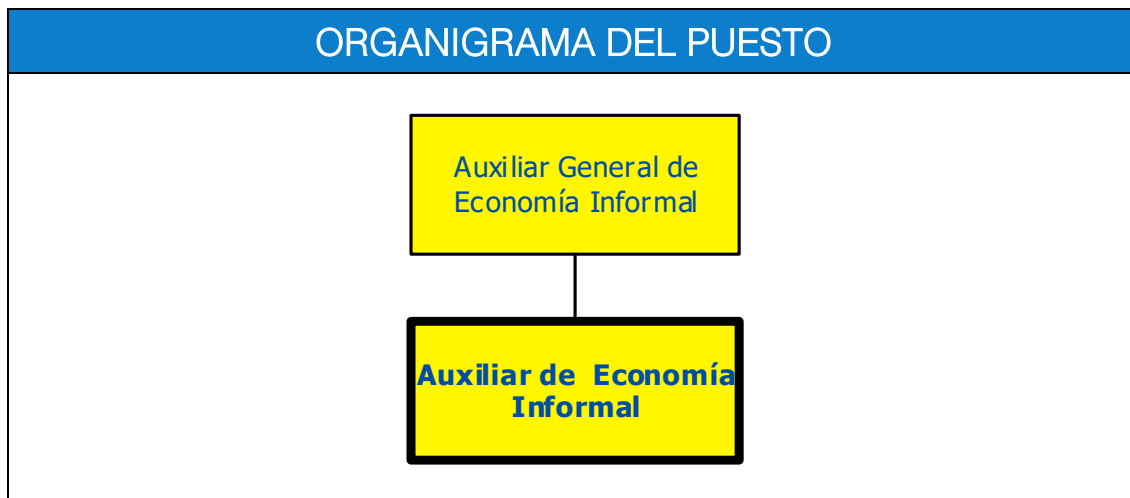 ORGANIGRAMA DEL PUESTO
Auxiliar General de
Economía Informal
Auxiliar de Economía
Informal